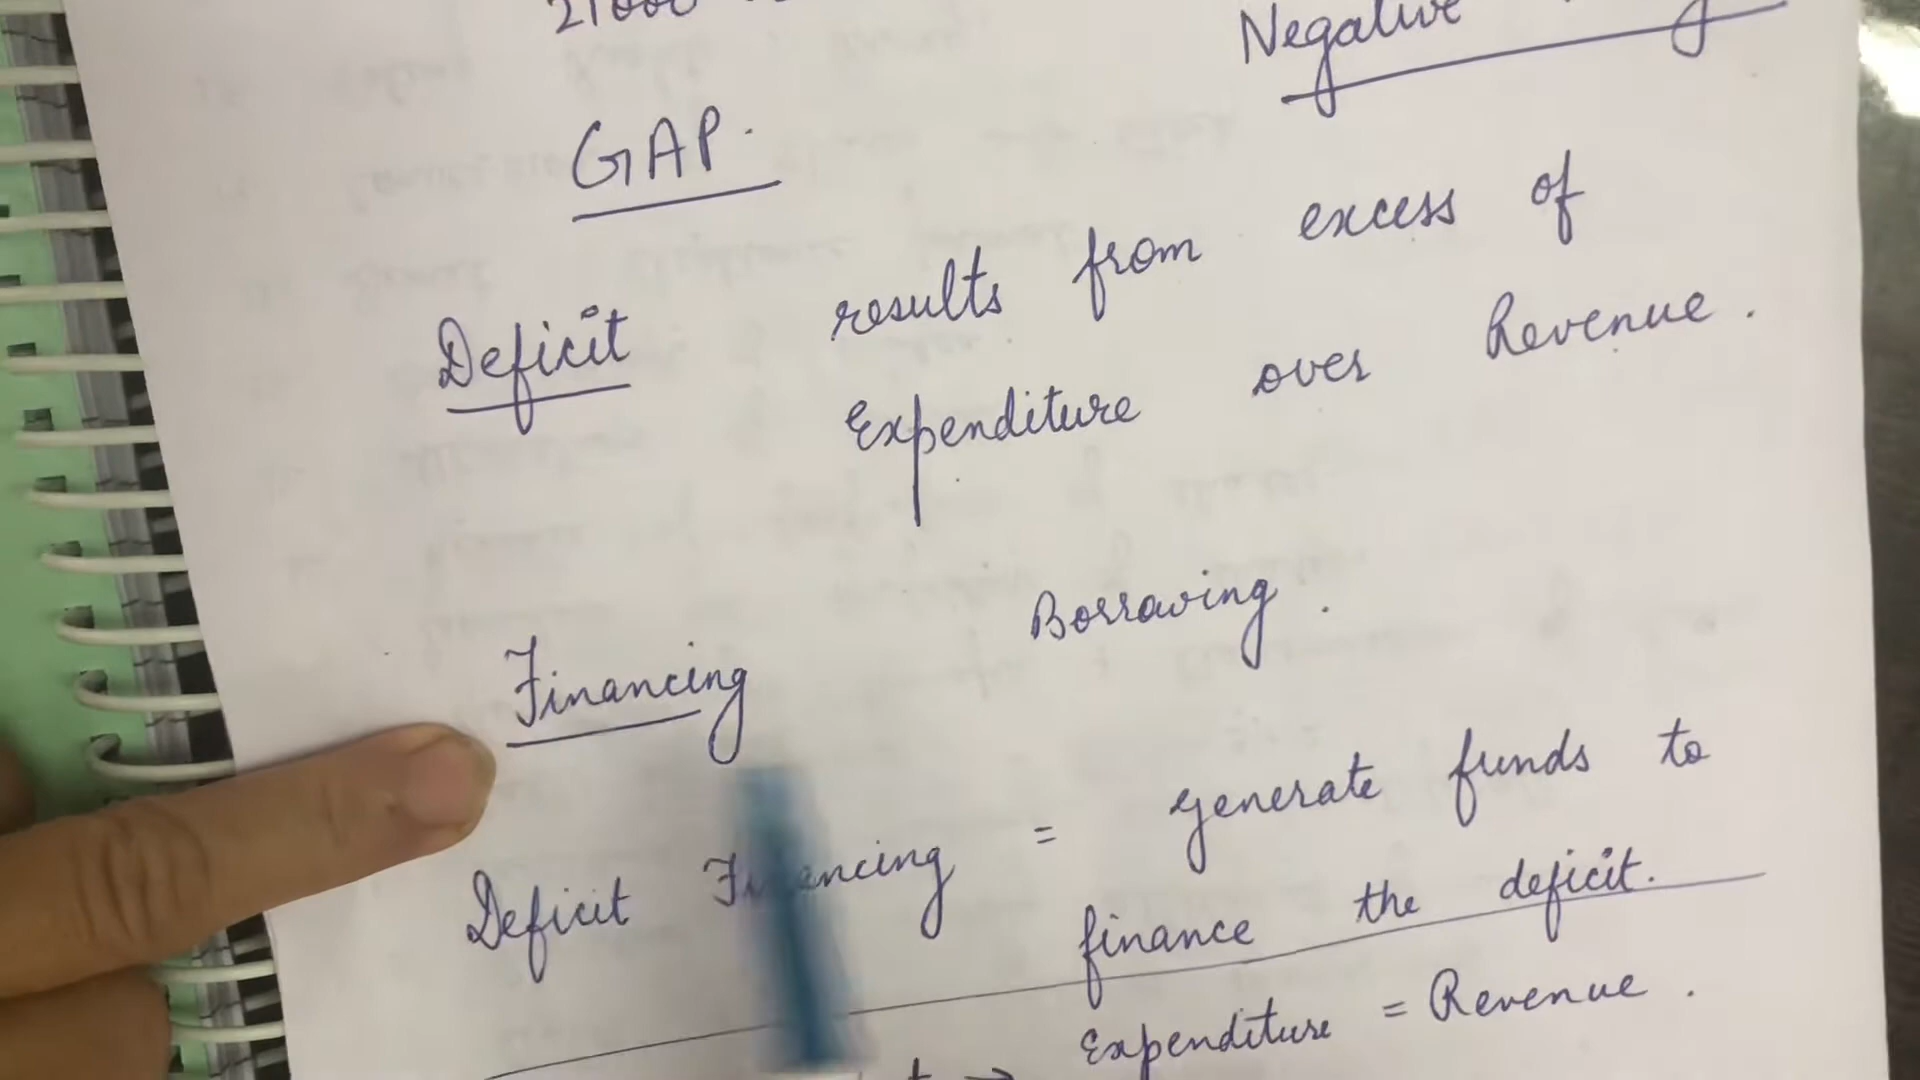 Negative
GAP.
Deficit results from excess of
Expenditure over Revenue.
Financing Borrowing.
Deficit Financing = generate funds to
finance the deficit.
Expenditure = Revenue.